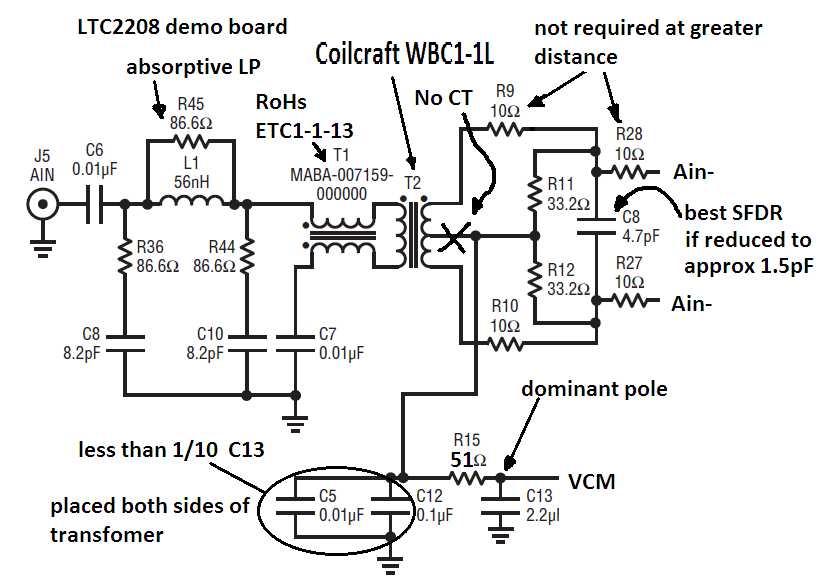 LTC2208 demo board
absorptive LP
R45
86.6Ω
L1
56nH
J5
AIN
C6
0.01µF
R36
86.6Ω
R44
86.6Ω
C8
8.2pF
C10
8.2pF
C7
0.01µF
RoHs
ETC1-1-13
T1
MABA-007159-
000000
Coilcraft WBC1-1L
T2
No CT
not required at greater
distance
R9
10Ω
R28
10Ω
Ain-
R11
33.2Ω
C8
4.7pF
best SFDR
if reduced to
approx 1.5pF
R12
33.2Ω
R27
10Ω
Ain-
R10
10Ω
dominant pole
less than 1/10 C13
placed both sides of
transfomer
C5
0.01µF
C12
0.1µF
R15
51Ω
VCM
C13
2.2µl